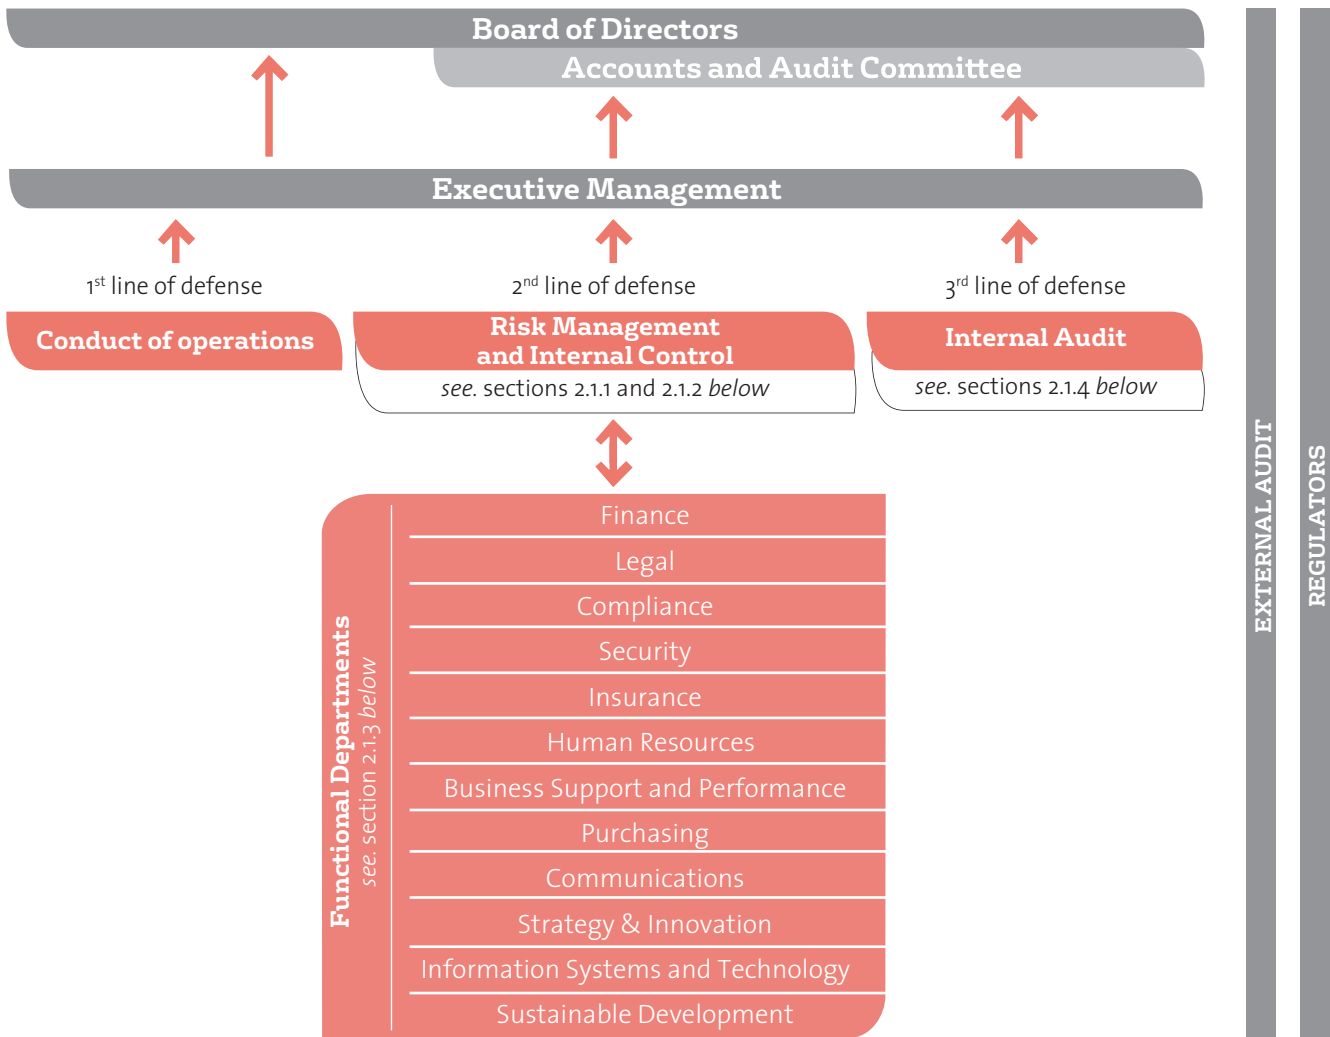 Board of Directors
Accounts and Audit Committee
Executive Management
1st line of defense
2nd line of defense
3rd line of defense
Conduct of operations
Risk Management
and Internal Control
see. sections 2.1.1 and 2.1.2 below
Internal Audit
see. sections 2.1.4 below
Functional Departments
see. section 2.1.3 below
Finance
Legal
Compliance
Security
Insurance
Human Resources
Business Support and Performance
Purchasing
Communications
Strategy & Innovation
Information Systems and Technology
Sustainable Development
EXTERNAL AUDIT
REGULATORS